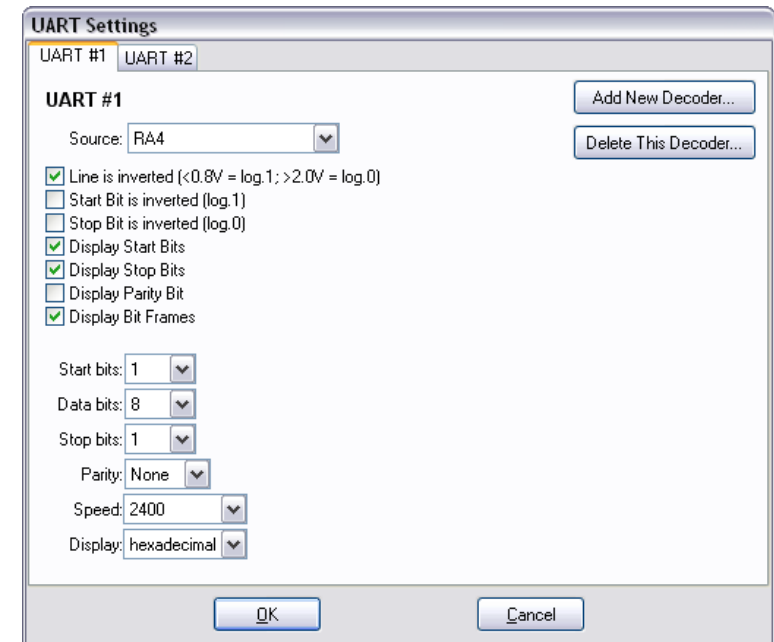 UART Settings
UART #1 UART #2
UART #1
Add New Decoder...
Source: RA4
Delete This Decoder...
Line is inverted (<0.8V = log.1; >2.0V = log.0)
Start Bit is inverted (log.1)
Stop Bit is inverted (log.0)
Display Start Bits
Display Stop Bits
Display Parity Bit
Display Bit Frames
Start bits: 1
Data bits: 8
Stop bits: 1
Parity: None
Speed: 2400
Display: hexadecimal
OK Cancel